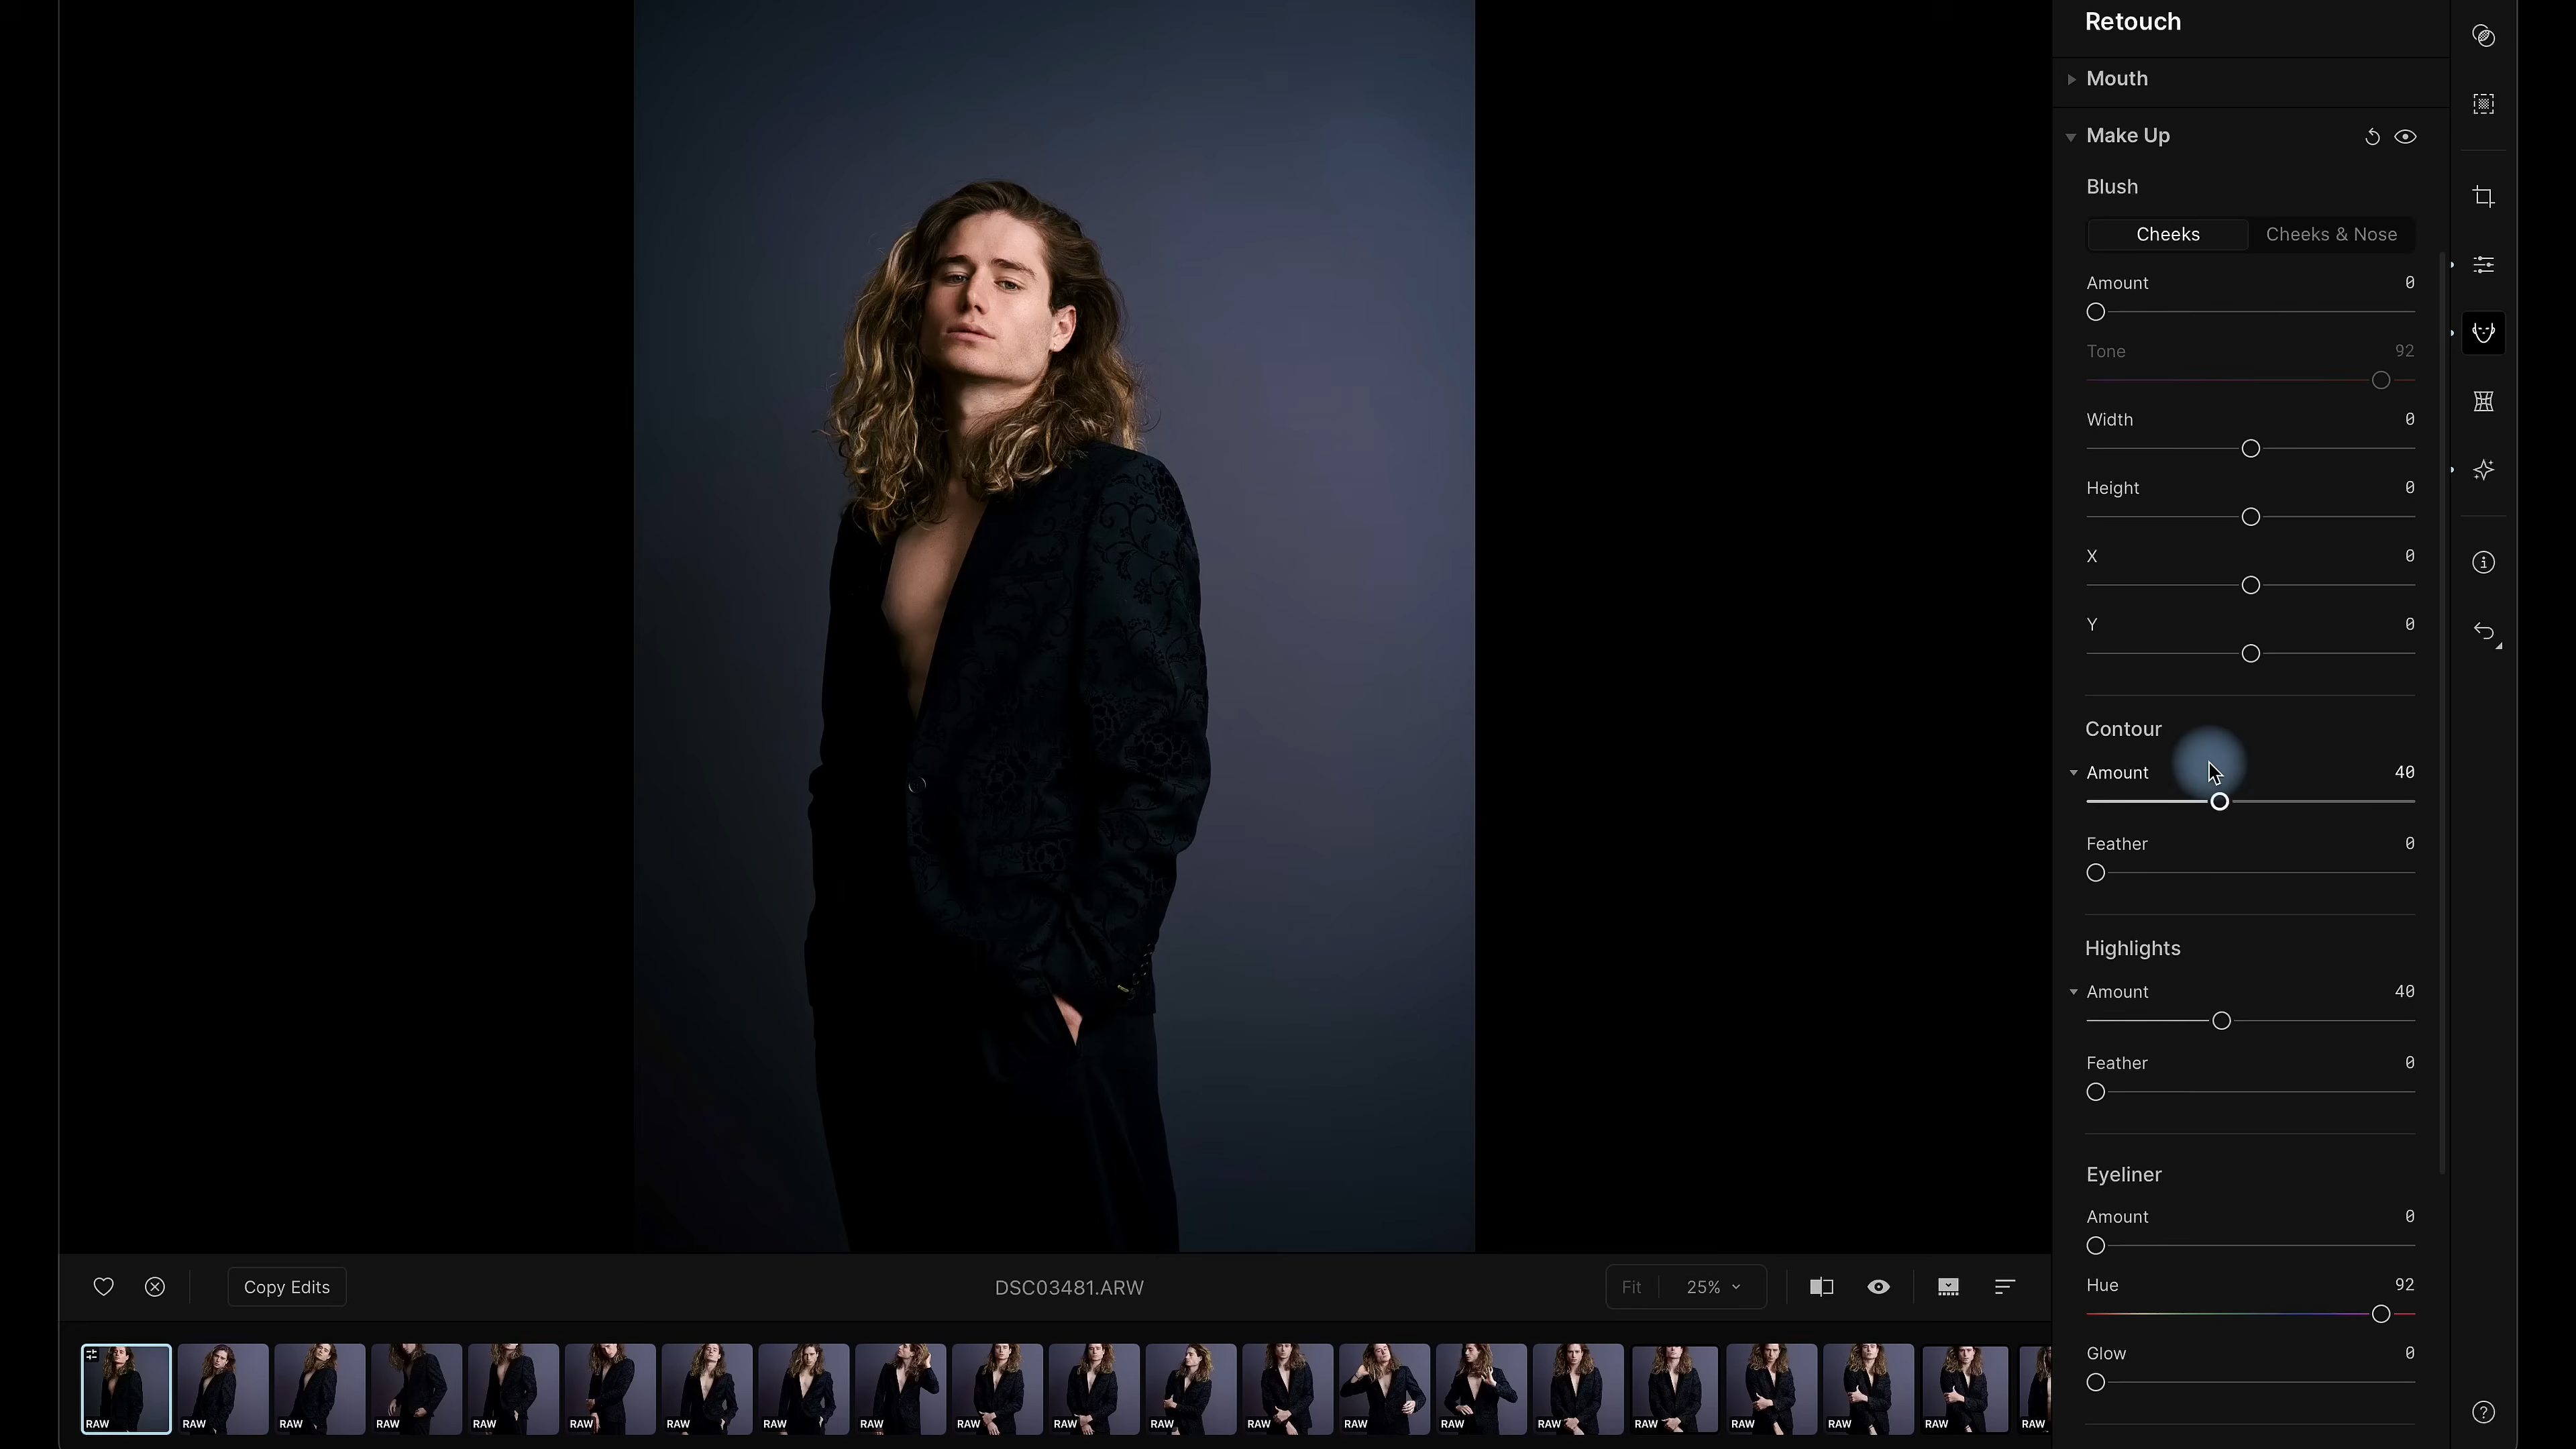 Retouch
Mouth
Make Up
Blush
Cheeks Cheeks & Nose
Amount 0
Tone 92
Width 0
Height 0
X 0
Y 0
Contour
Amount 40
Feather 0
Highlights
Amount 40
Feather 0
Eyeliner
Amount 0
Hue 92
Glow 0
Copy Edits
DSC03481.ARW
Fit 25%
RAW RAW RAW RAW RAW RAW RAW RAW RAW RAW RAW RAW RAW RAW RAW RAW RAW RAW RAW RAW RAW